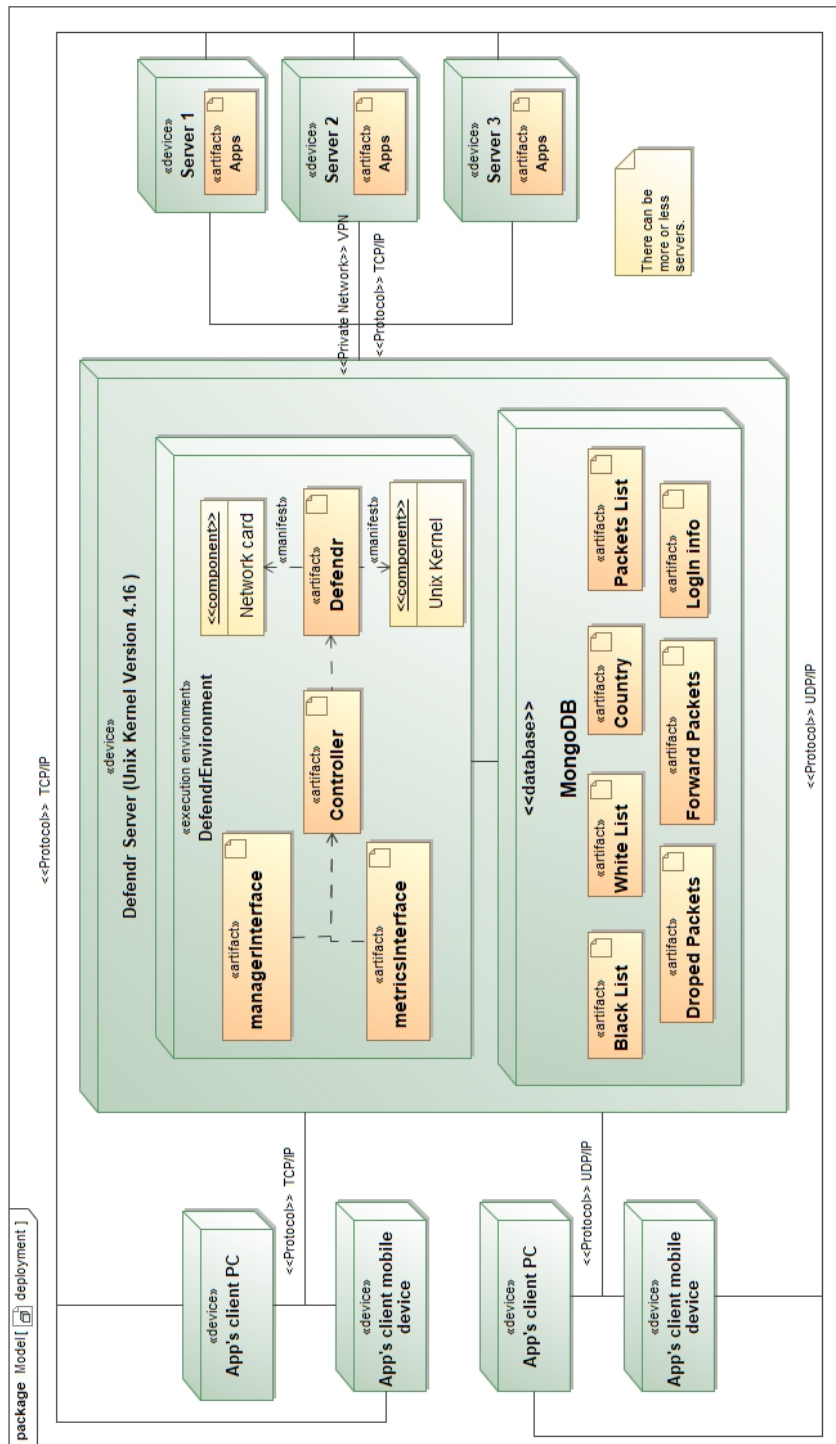 package Model[ deployment ]
<<Protocol>> TCP/IP
«device»
App's client PC
<<Protocol>> TCP/IP
«device»
App's client mobile
device
«device»
App's client PC
<<Protocol>> UDP/IP
«device»
App's client mobile
device
«device»
Defendr Server (Unix Kernel Version 4.16 )
«execution environment»
DefendrEnvironment
«artifact»
managerInterface
«artifact»
metricsInterface
«artifact»
Controller
<<component>>
Network card
«manifest»
«artifact»
Defendr
«manifest»
<<component>>
Unix Kernel
<<database>>
MongoDB
«artifact»
Black List
«artifact»
White List
«artifact»
Country
«artifact»
Packets List
«artifact»
Droped Packets
«artifact»
Forward Packets
«artifact»
LogIn info
<<Private Network>> VPN
<<Protocol>> TCP/IP
«device»
Server 1
«artifact»
Apps
«device»
Server 2
«artifact»
Apps
«device»
Server 3
«artifact»
Apps
There can be
more or less
servers.
<<Protocol>> UDP/IP